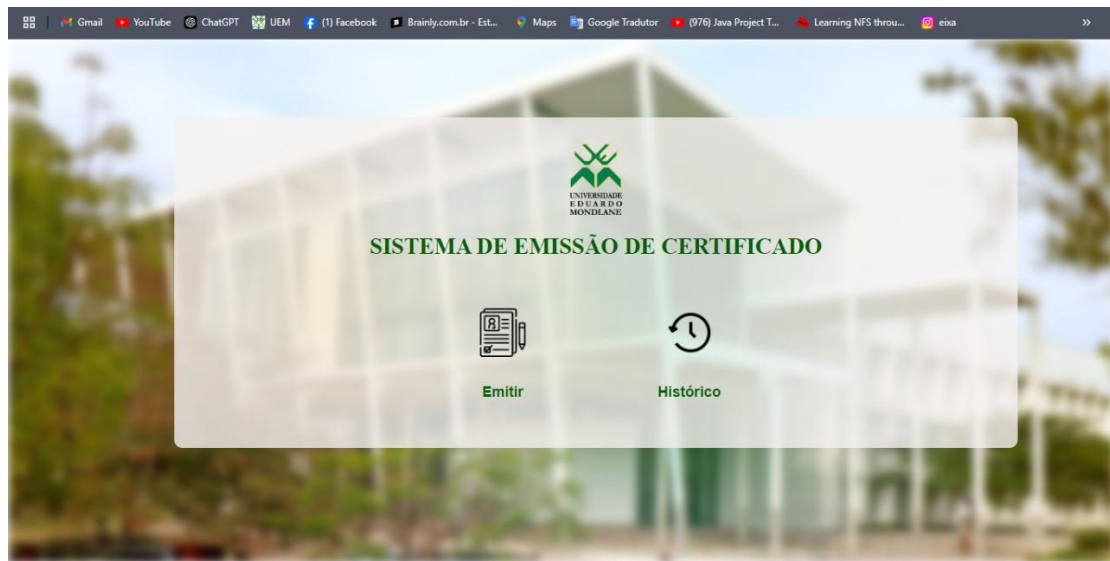 Gmail YouTube ChatGPT UEM (1) Facebook Brainly.com.br - Est... Maps Google Tradutor (976) Java Project T... Learning NFS throu... eixa »
UNIVERSIDADE
EDUARDO
MONDLANE
SISTEMA DE EMISSÃO DE CERTIFICADO
Emitir Histórico